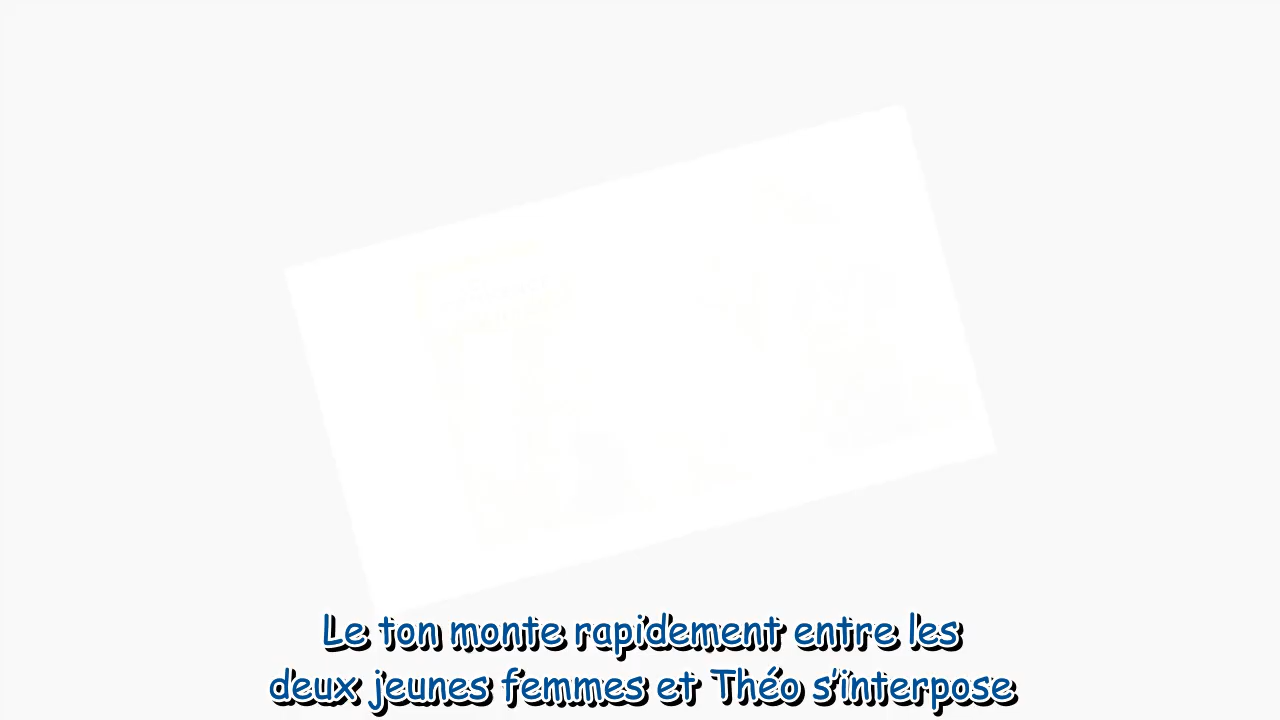 Le ton monte rapidement entre les
deux jeunes femmes et Théo s'interpose